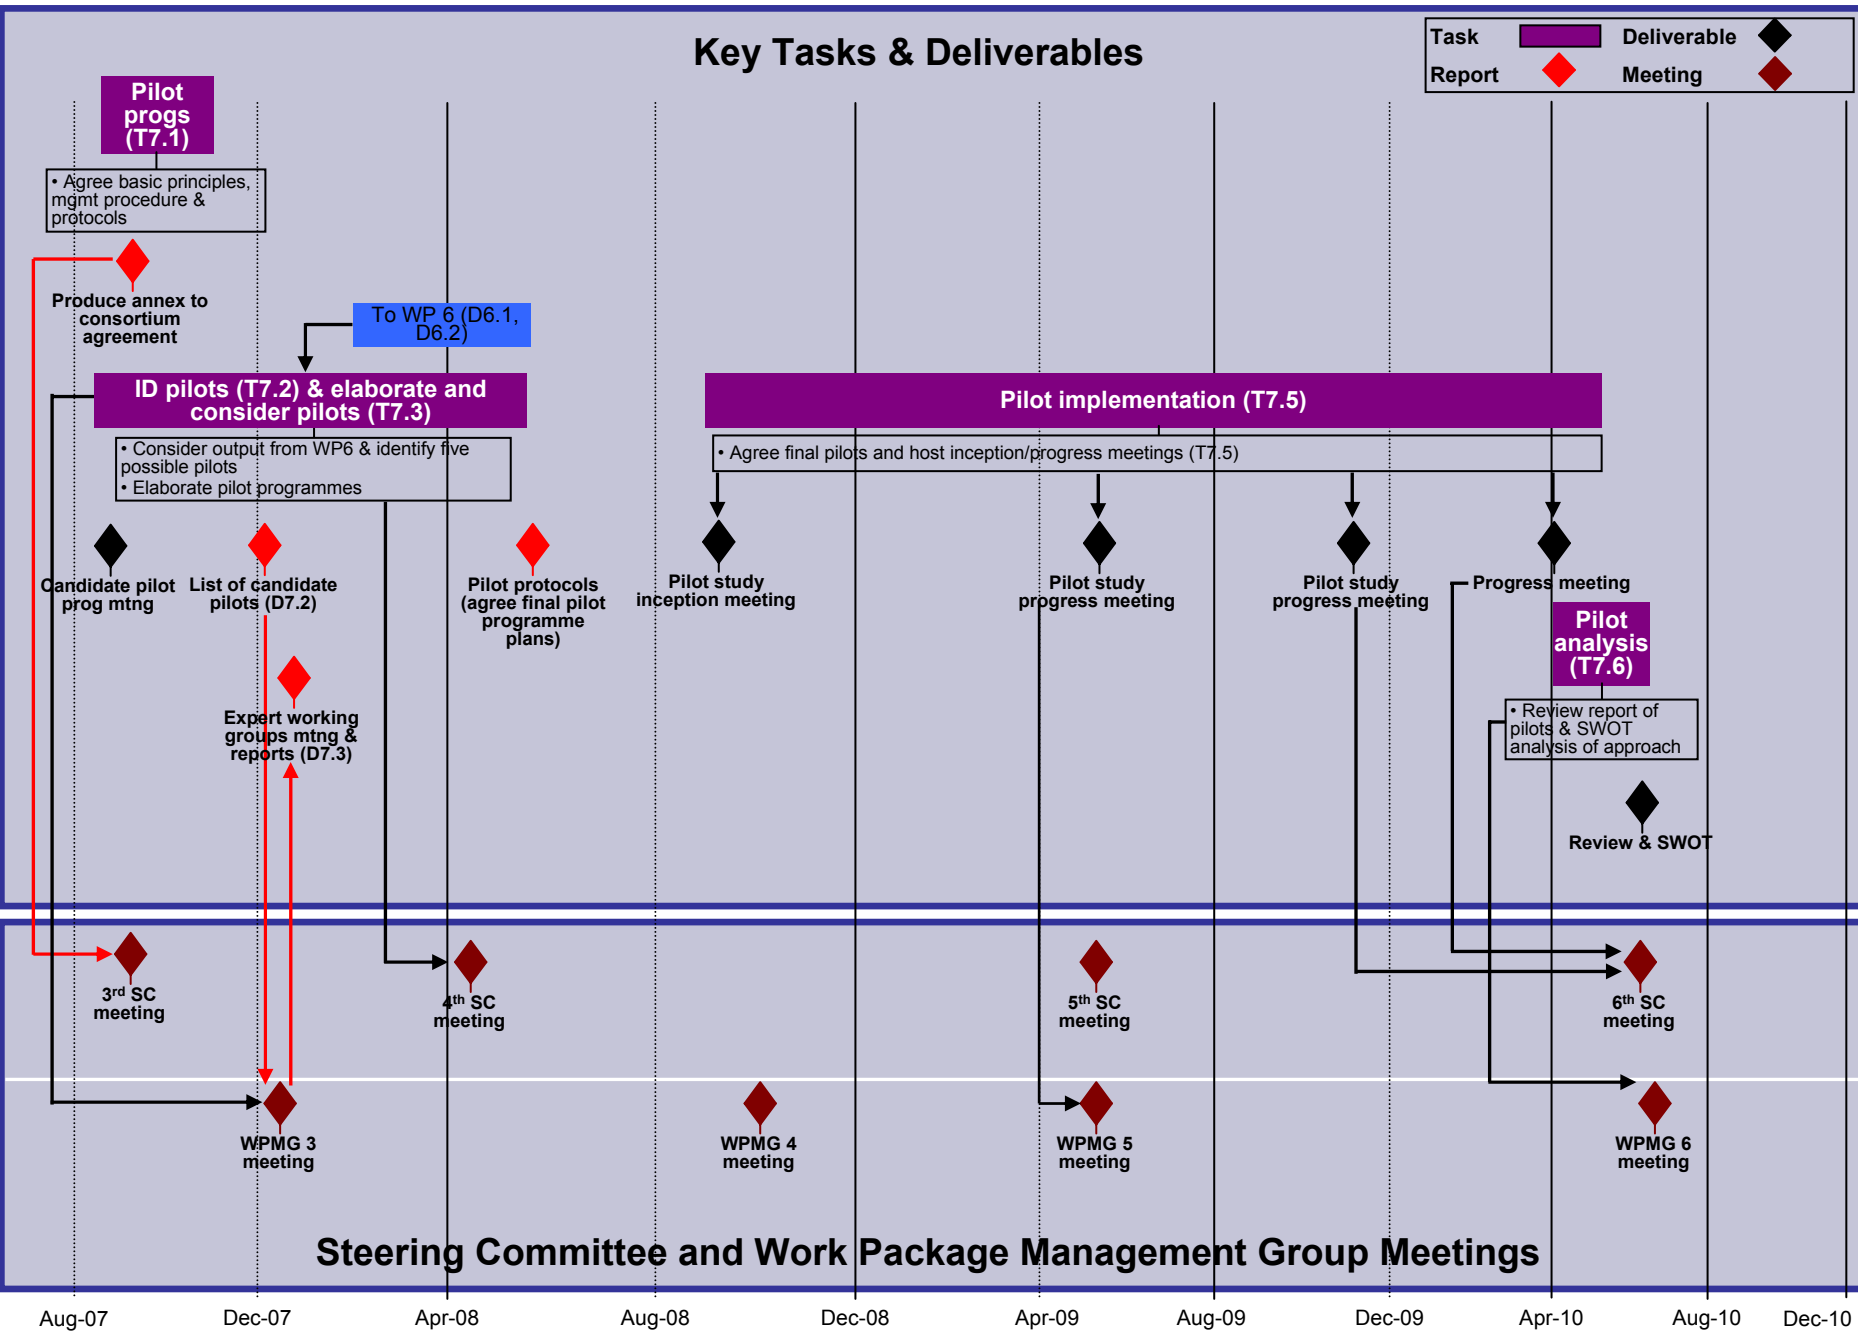 Key Tasks & Deliverables
Task
Deliverable
Report
Meeting
Pilot
progs
(T7.1)
• Agree basic principles,
mgmt procedure &
protocols
Produce annex to
consortium
agreement
To WP 6 (D6.1,
D6.2)
ID pilots (T7.2) & elaborate and
consider pilots (T7.3)
• Consider output from WP6 & identify five
possible pilots
• Elaborate pilot programmes
Pilot implementation (T7.5)
• Agree final pilots and host inception/progress meetings (T7.5)
Candidate pilot
prog mtng
List of candidate
pilots (D7.2)
Pilot protocols
(agree final pilot
programme
plans)
Pilot study
inception meeting
Pilot study
progress meeting
Pilot study
progress meeting
Progress meeting
Expert working
groups mtng &
reports (D7.3)
Pilot
analysis
(T7.6)
• Review report of
pilots & SWOT
analysis of approach
Review & SWOT
3rd SC
meeting
4th SC
meeting
5th SC
meeting
6th SC
meeting
WPMG 3
meeting
WPMG 4
meeting
WPMG 5
meeting
WPMG 6
meeting
Steering Committee and Work Package Management Group Meetings
Aug-07
Dec-07
Apr-08
Aug-08
Dec-08
Apr-09
Aug-09
Dec-09
Apr-10
Aug-10
Dec-10